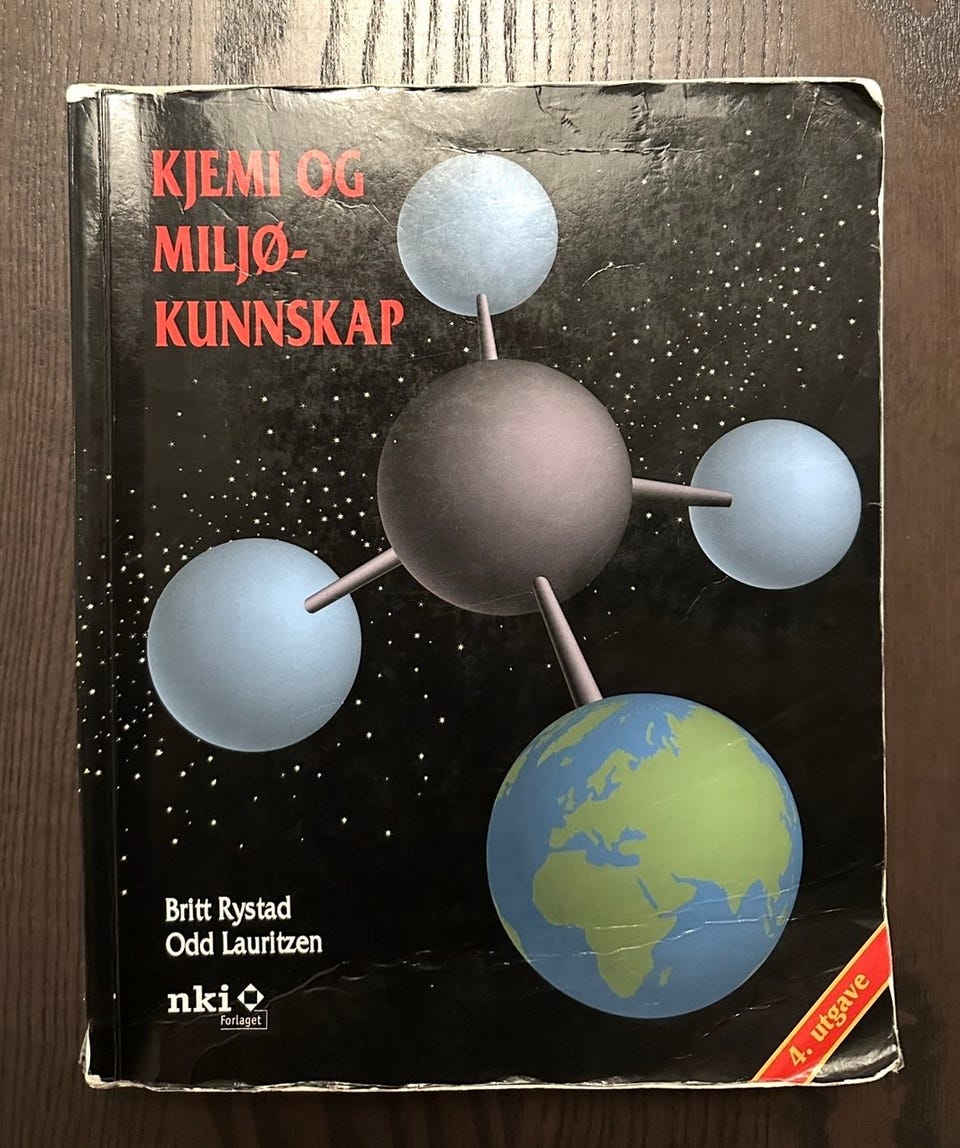 KJEMI OG
MILJØ-
KUNNSKAP
Britt Rystad
Odd Lauritzen
nki
Forlaget
4. utgave